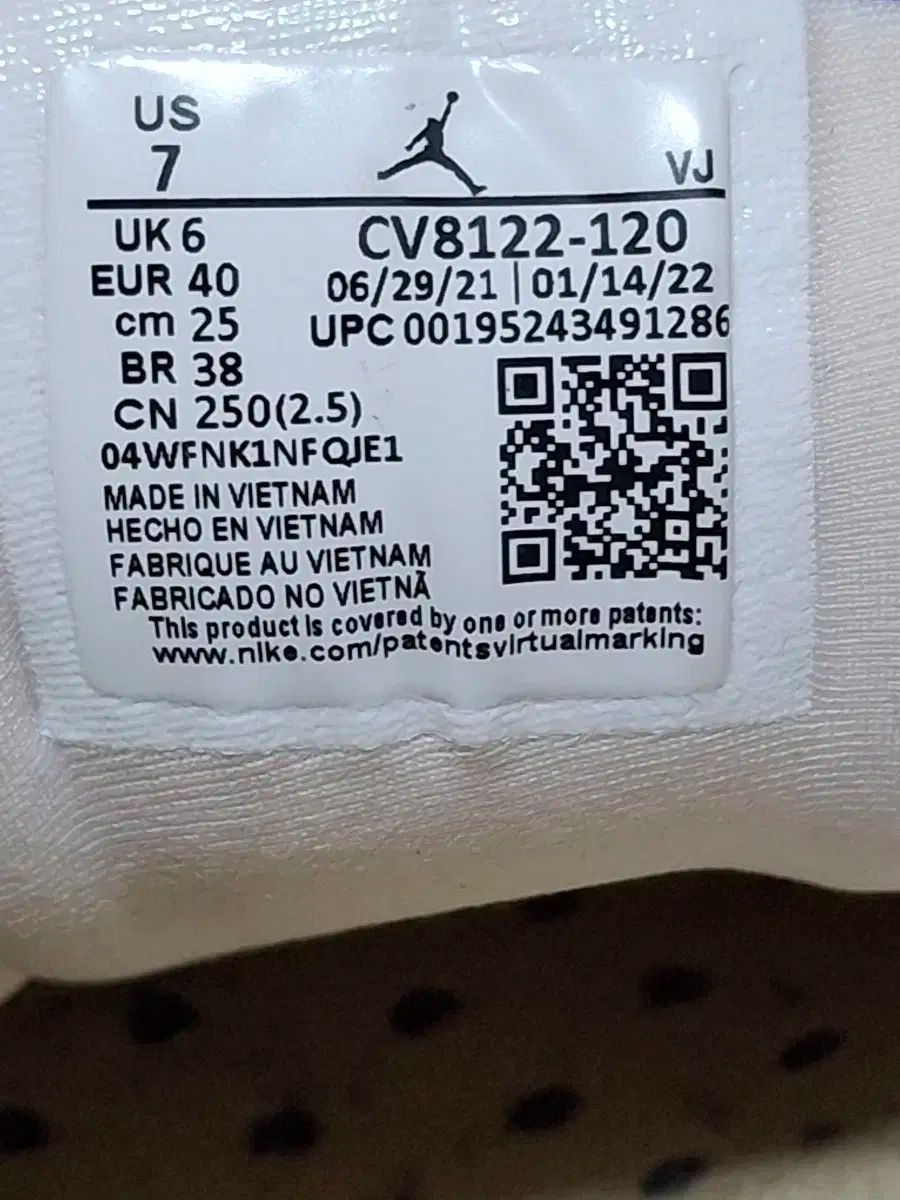 US
7
VJ
UK 6
CV8122-120
EUR 40
06/29/21 | 01/14/22
cm 25
UPC 00195243491286
BR 38
CN 250(2.5)
04WFNK1NFQJE1
MADE IN VIETNAM
HECHO EN VIETNAM
FABRIQUE AU VIETNAM
FABRICADO NO VIETNÃ
This product is covered by one or more patents:
www.nike.com/patentsvirtualmarking